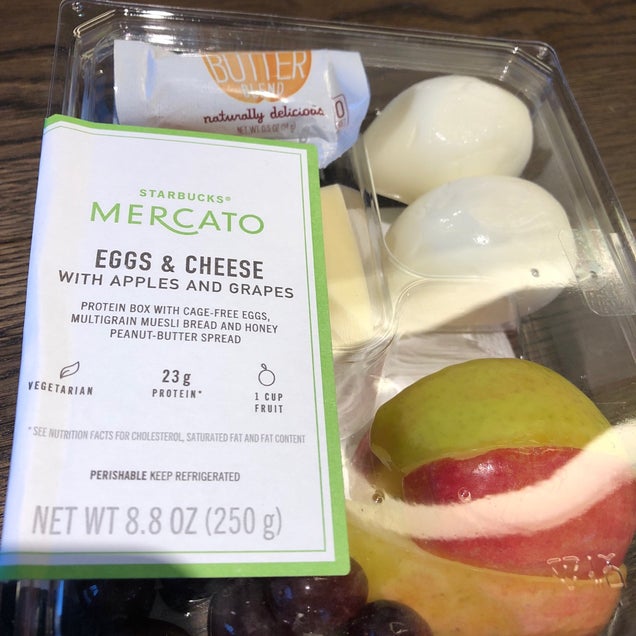 BUTTER
BLEND
naturally delicious
STARBUCKS®
MERCATO
EGGS & CHEESE
WITH APPLES AND GRAPES
PROTEIN BOX WITH CAGE-FREE EGGS,
MULTIGRAIN MUESLI BREAD AND HONEY
PEANUT-BUTTER SPREAD
VEGETARIAN
23 g
PROTEIN*
1 CUP
FRUIT
*SEE NUTRITION FACTS FOR CHOLESTEROL, SATURATED FAT AND FAT CONTENT
PERISHABLE KEEP REFRIGERATED
NET WT 8.8 OZ (250 g)